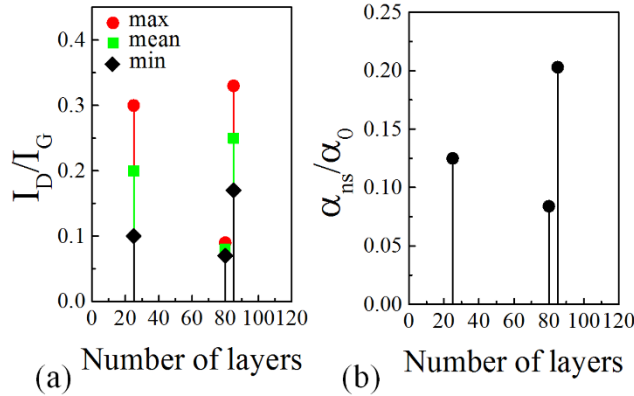 max
mean
min
0.4
0.3
0.2
0.1
0.0
I_D/I_G
0 20 40 60 80 100 120
Number of layers
(a)
0.25
0.20
0.15
0.10
0.05
0.00
α_ns/α_0
0 20 40 60 80 100 120
Number of layers
(b)